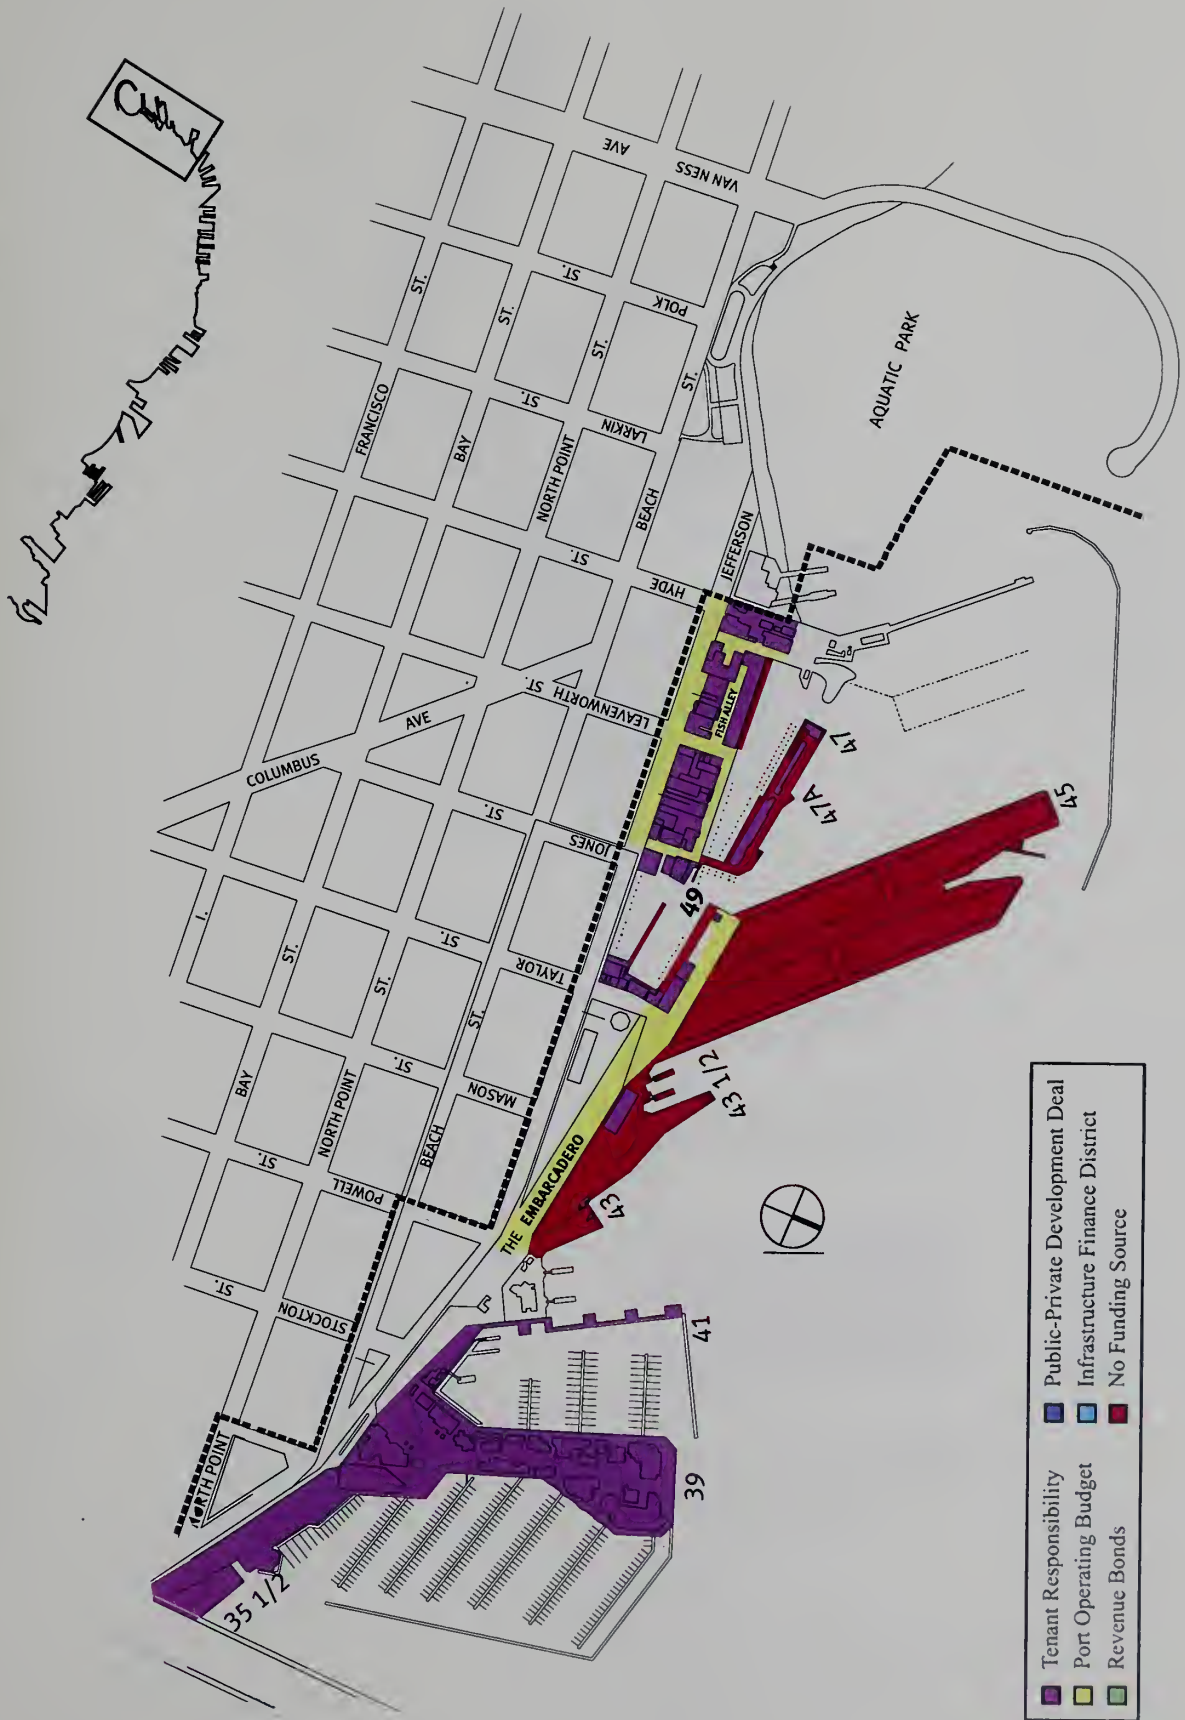 VAN NESS
AVE
POLK
ST.
LARKIN
ST.
HYDE
ST.
LEAVENWORTH ST.
COLUMBUS
AVE
JONES
ST.
TAYLOR
ST.
MASON
ST.
POWELL
ST.
STOCKTON
ST.
FRANCISCO
ST.
BAY
ST.
NORTH POINT
ST.
BEACH
ST.
JEFFERSON
AQUATIC PARK
BAY
ST.
NORTH POINT
ST.
BEACH
ST.
NORTH POINT
THE EMBARCADERO
FISH ALLEY
47
47A
45
49
43 1/2
43
41
39
35 1/2
Tenant Responsibility
Port Operating Budget
Revenue Bonds
Public-Private Development Deal
Infrastructure Finance District
No Funding Source